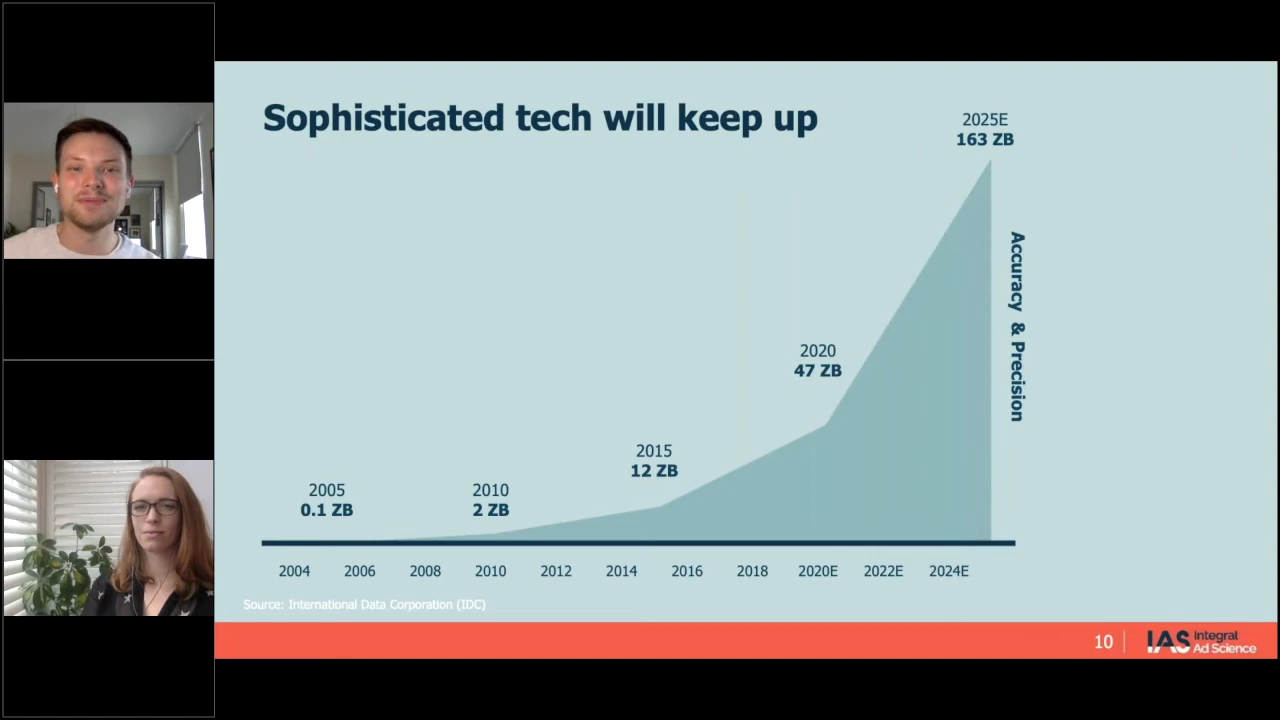 Sophisticated tech will keep up
2025E
163 ZB
2020
47 ZB
2015
12 ZB
2005
0.1 ZB
2010
2 ZB
Accuracy & Precision
2004 2006 2008 2010 2012 2014 2016 2018 2020E 2022E 2024E
Source: International Data Corporation (IDC)
10
IAS Integral
Ad Science